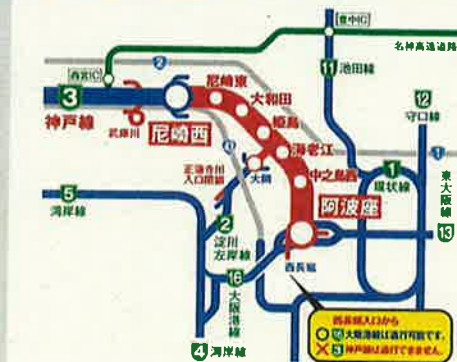 豊中IC
名神高速道路
西宮IC
2
11
池田線
3
神戸線
武庫川
尼崎西
尼崎東
大和田
姫島
海老江
中之島西
阿波座
12
守口線
1
1
環状線
東大阪線
13
正蓮寺川
入口閉鎖
大開
5
湾岸線
2
淀川
左岸線
16
大阪港線
西長堀
4
湾岸線
西長堀入口から
16 大阪港線は通行可能です。
3 神戸線は通行できません。